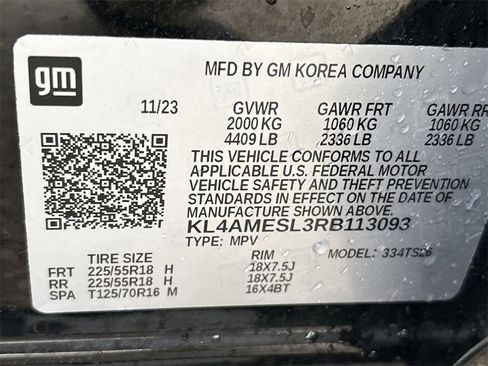 gm
MFD BY GM KOREA COMPANY
11/23 GVWR GAWR FRT GAWR RR
2000 KG 1060 KG 1060 KG
4409 LB 2336 LB 2336 LB
THIS VEHICLE CONFORMS TO ALL
APPLICABLE U.S. FEDERAL MOTOR
VEHICLE SAFETY AND THEFT PREVENTION
STANDARDS IN EFFECT ON THE DATE OF
MANUFACTURE SHOWN ABOVE.
KL4AMESL3RB113093
TYPE: MPV MODEL: 334TS26
TIRE SIZE RIM
FRT 225/55R18 H 18X7.5J
RR 225/55R18 H 18X7.5J
SPA T125/70R16 M 16X4BT